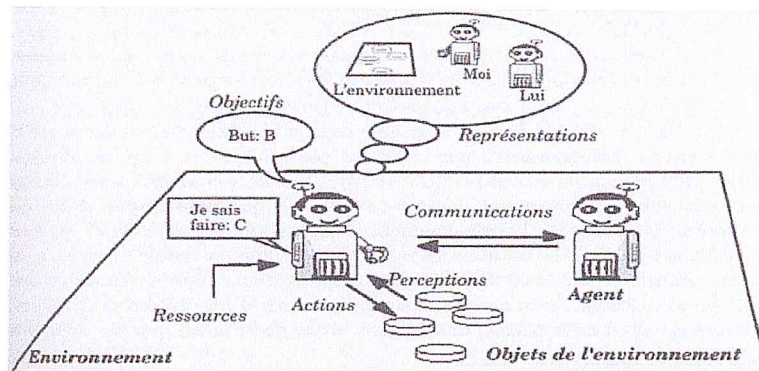 Moi
L'environnement
Lui
Objectifs
But: B
Représentations
Je sais
faire: C
Communications
Perceptions
Agent
Ressources
Actions
Environnement
Objets de l'environnement